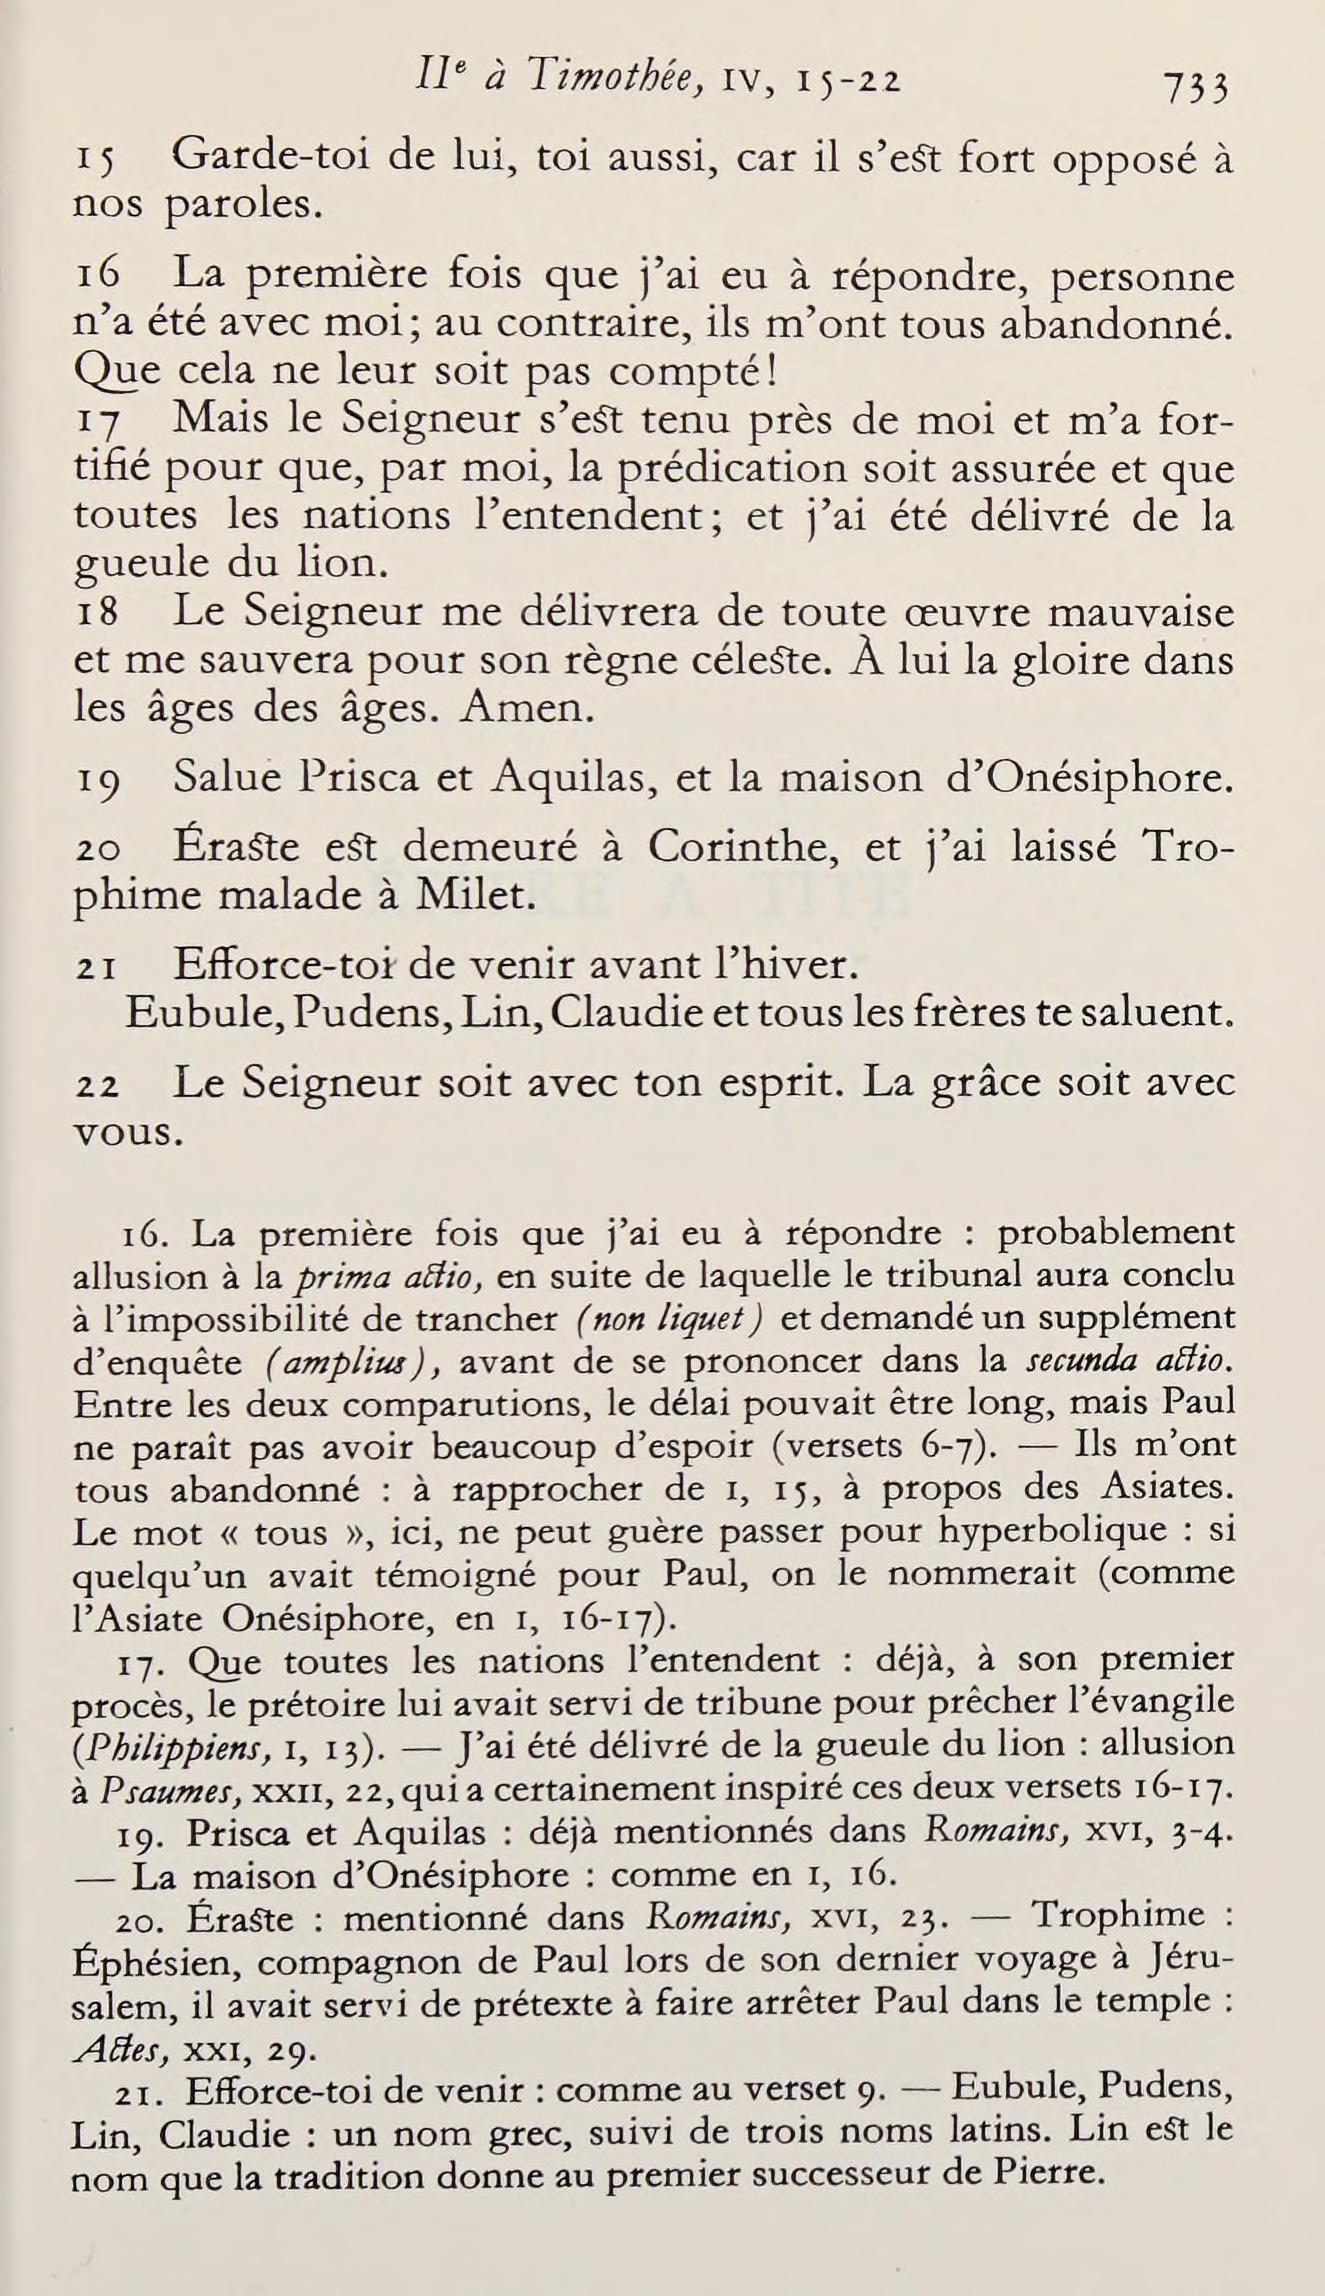 IIe à Timothée, IV, 15-22 733
15 Garde-toi de lui, toi aussi, car il s’est fort opposé à
nos paroles.
16 La première fois que j’ai eu à répondre, personne
n’a été avec moi; au contraire, ils m’ont tous abandonné.
Que cela ne leur soit pas compté!
17 Mais le Seigneur s’est tenu près de moi et m’a for-
tifié pour que, par moi, la prédication soit assurée et que
toutes les nations l’entendent; et j’ai été délivré de la
gueule du lion.
18 Le Seigneur me délivrera de toute œuvre mauvaise
et me sauvera pour son règne céleste. À lui la gloire dans
les âges des âges. Amen.
19 Salue Prisca et Aquilas, et la maison d’Onésiphore.
20 Éraste est demeuré à Corinthe, et j’ai laissé Tro-
phime malade à Milet.
21 Efforce-toi de venir avant l’hiver.
Eubule, Pudens, Lin, Claudie et tous les frères te saluent.
22 Le Seigneur soit avec ton esprit. La grâce soit avec
vous.
16. La première fois que j’ai eu à répondre : probablement
allusion à la prima actio, en suite de laquelle le tribunal aura conclu
à l’impossibilité de trancher (non liquet) et demandé un supplément
d’enquête (amplius), avant de se prononcer dans la secunda actio.
Entre les deux comparutions, le délai pouvait être long, mais Paul
ne paraît pas avoir beaucoup d’espoir (versets 6-7). — Ils m’ont
tous abandonné : à rapprocher de I, 15, à propos des Asiates.
Le mot « tous », ici, ne peut guère passer pour hyperbolique : si
quelqu’un avait témoigné pour Paul, on le nommerait (comme
l’Asiate Onésiphore, en I, 16-17).
17. Que toutes les nations l’entendent : déjà, à son premier
procès, le prétoire lui avait servi de tribune pour prêcher l’évangile
(Philippiens, I, 13). — J’ai été délivré de la gueule du lion : allusion
à Psaumes, XXII, 22, qui a certainement inspiré ces deux versets 16-17.
19. Prisca et Aquilas : déjà mentionnés dans Romains, XVI, 3-4.
— La maison d’Onésiphore : comme en I, 16.
20. Éraste : mentionné dans Romains, XVI, 23. — Trophime :
Éphésien, compagnon de Paul lors de son dernier voyage à Jéru-
salem, il avait servi de prétexte à faire arrêter Paul dans le temple :
Actes, XXI, 29.
21. Efforce-toi de venir : comme au verset 9. — Eubule, Pudens,
Lin, Claudie : un nom grec, suivi de trois noms latins. Lin est le
nom que la tradition donne au premier successeur de Pierre.